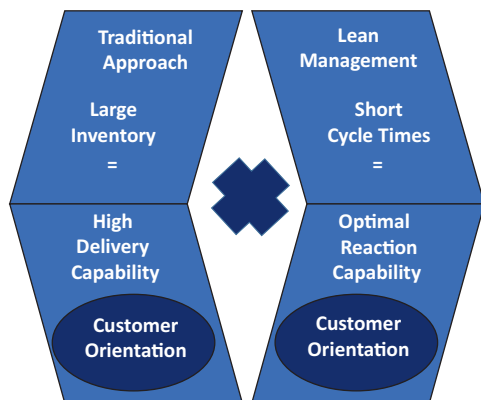 Traditional
Approach
Large
Inventory
=
High
Delivery
Capability
Customer
Orientation
Lean
Management
Short
Cycle Times
=
Optimal
Reaction
Capability
Customer
Orientation